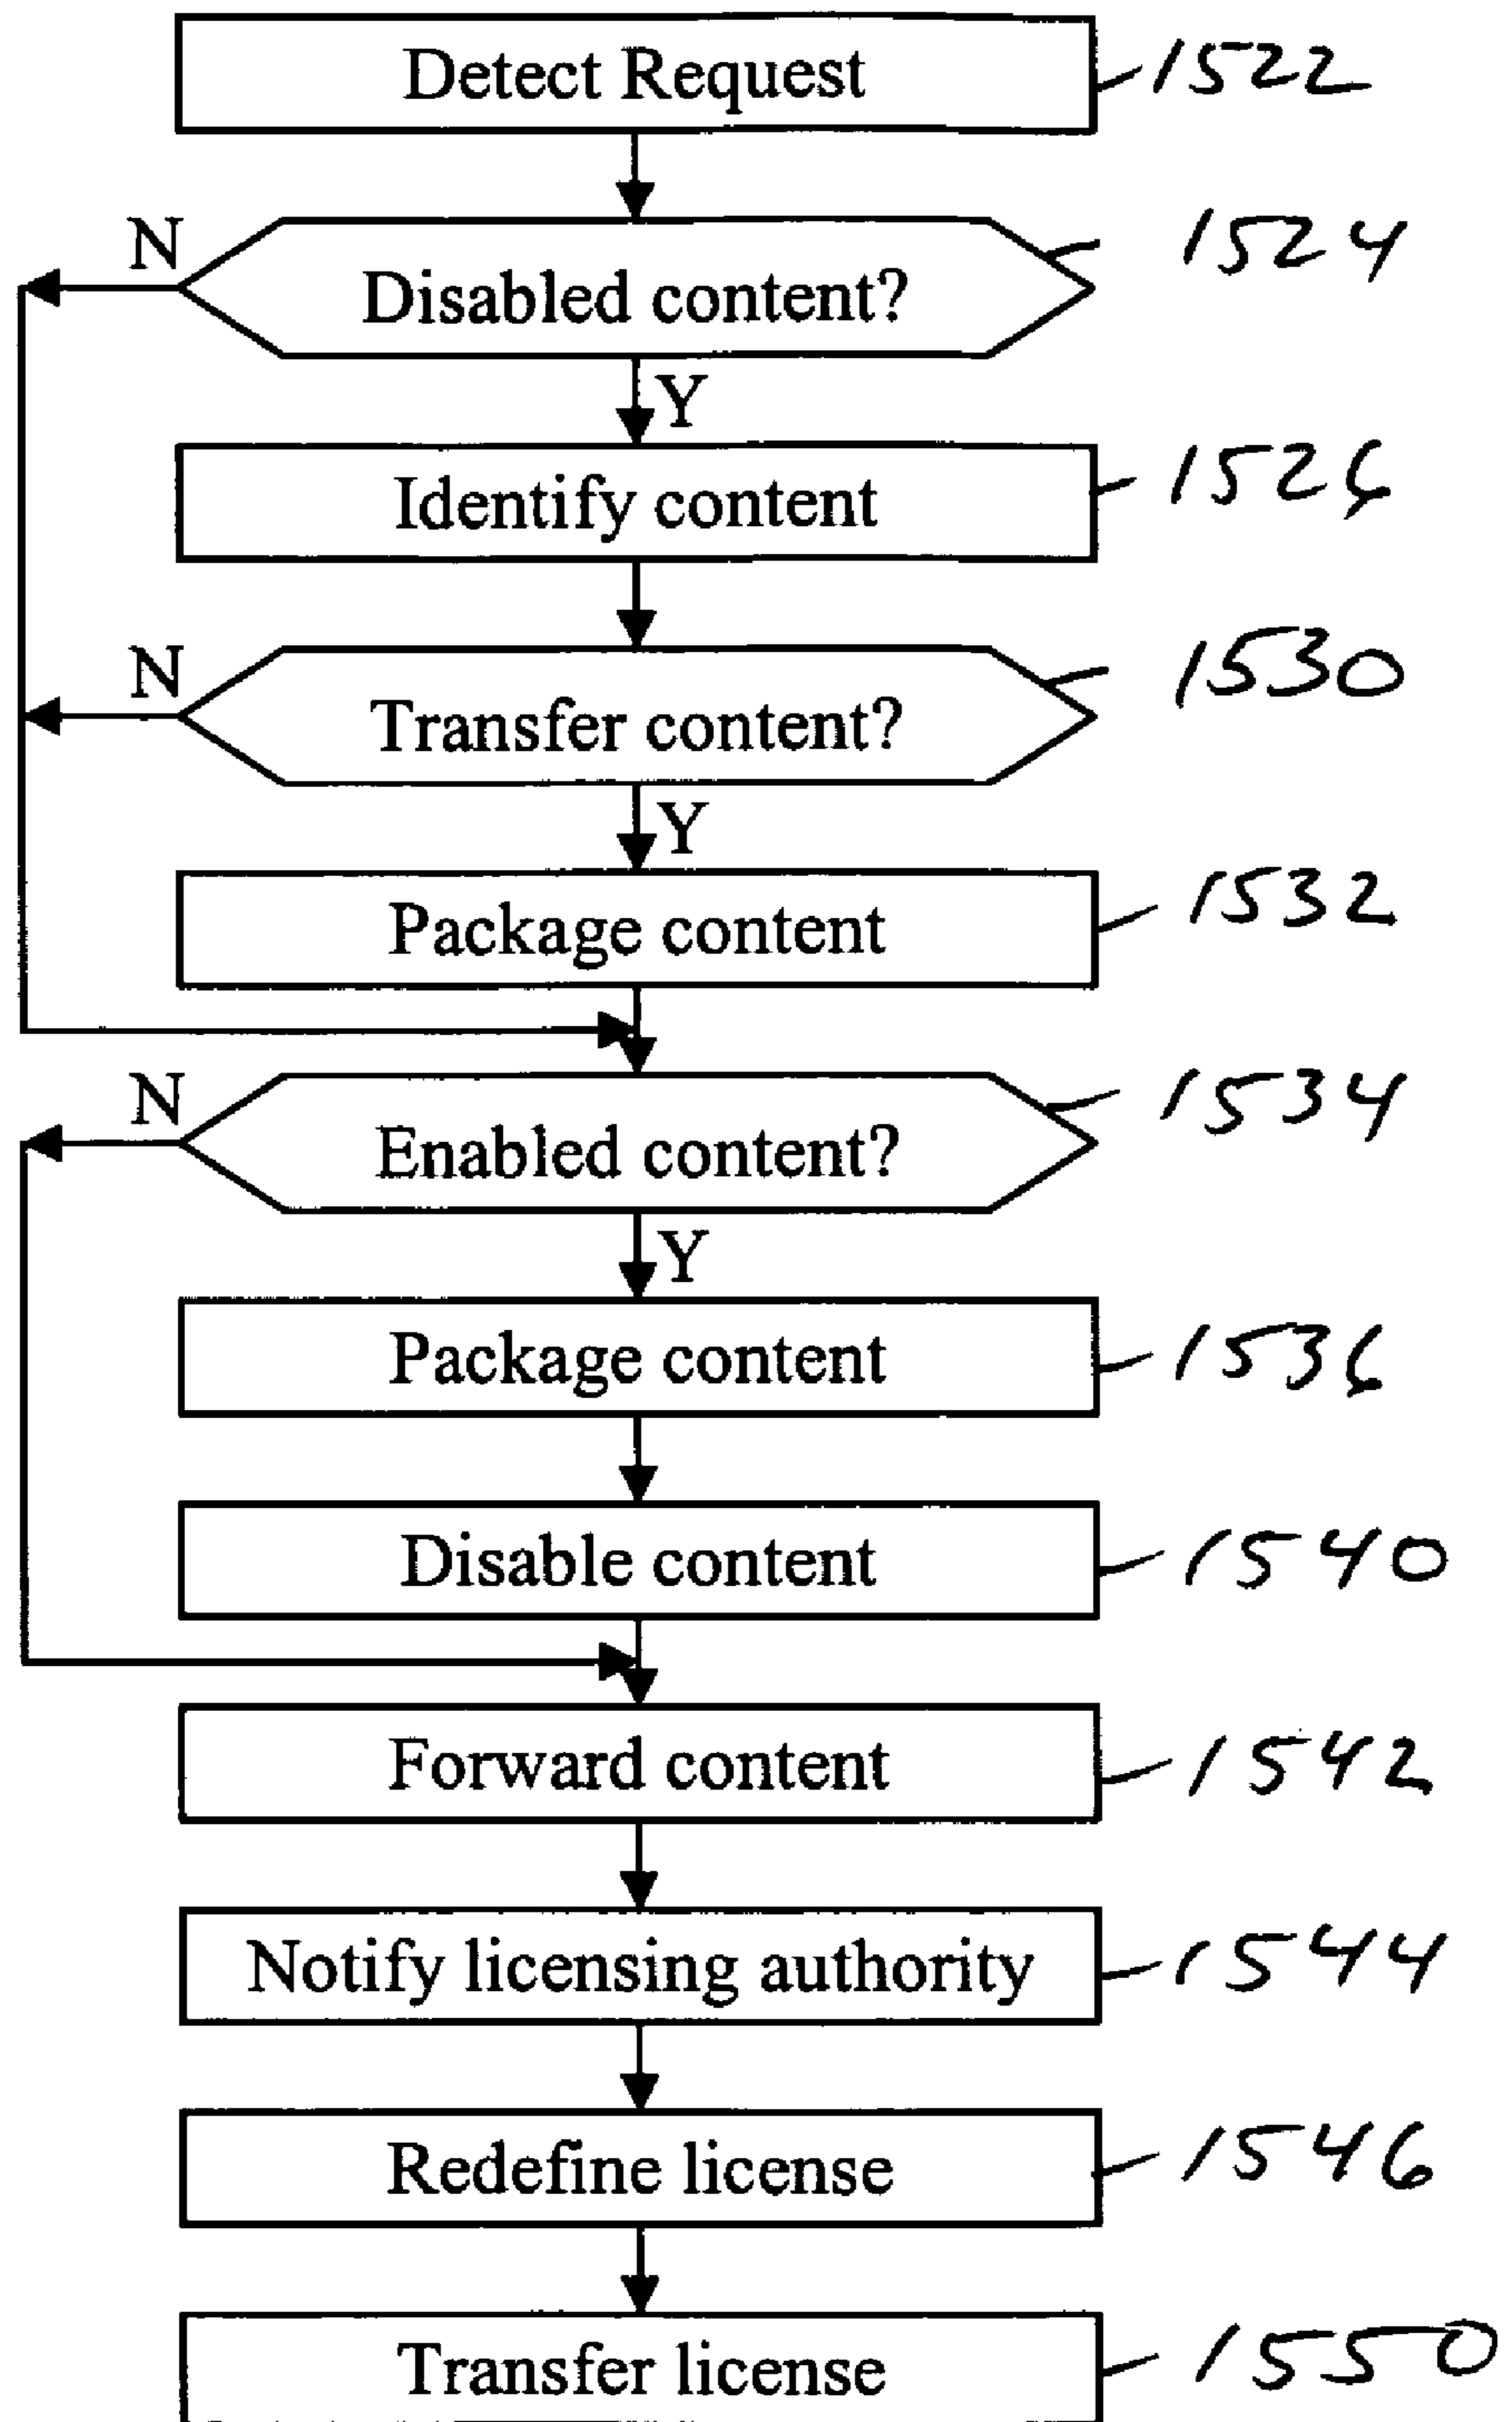 Detect Request 1522
N
Disabled content? 1524
Y
Identify content 1526
N
Transfer content? 1530
Y
Package content 1532
N
Enabled content? 1534
Y
Package content 1536
Disable content 1540
Forward content 1542
Notify licensing authority 1544
Redefine license 1546
Transfer license 1550